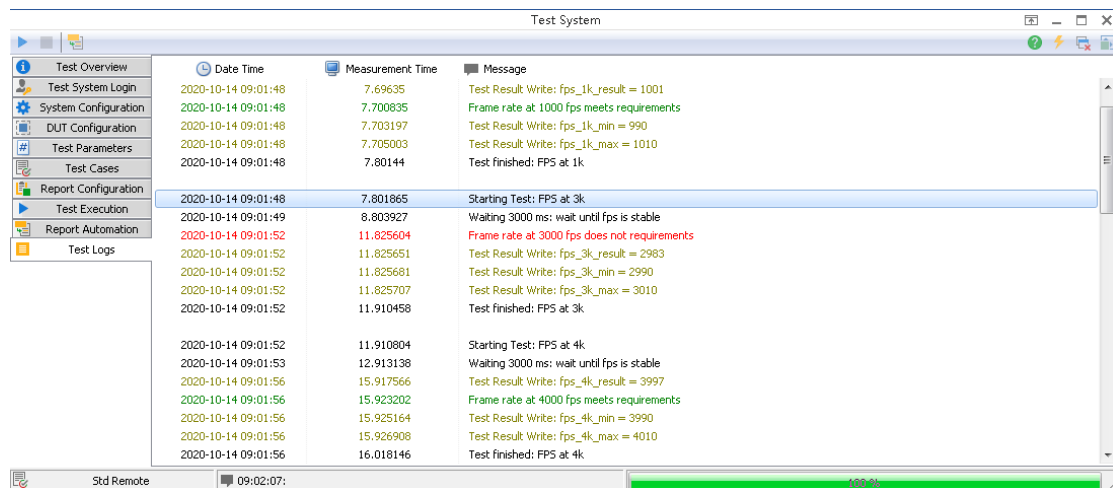 Test System
Test Overview
Test System Login
System Configuration
DUT Configuration
Test Parameters
Test Cases
Report Configuration
Test Execution
Report Automation
Test Logs
Date Time Measurement Time Message
2020-10-14 09:01:48 7.69635 Test Result Write: fps_1k_result = 1001
2020-10-14 09:01:48 7.700835 Frame rate at 1000 fps meets requirements
2020-10-14 09:01:48 7.703197 Test Result Write: fps_1k_min = 990
2020-10-14 09:01:48 7.705003 Test Result Write: fps_1k_max = 1010
2020-10-14 09:01:48 7.80144 Test finished: FPS at 1k
2020-10-14 09:01:48 7.801865 Starting Test: FPS at 3k
2020-10-14 09:01:49 8.803927 Waiting 3000 ms: wait until fps is stable
2020-10-14 09:01:52 11.825604 Frame rate at 3000 fps does not requirements
2020-10-14 09:01:52 11.825651 Test Result Write: fps_3k_result = 2983
2020-10-14 09:01:52 11.825681 Test Result Write: fps_3k_min = 2990
2020-10-14 09:01:52 11.825707 Test Result Write: fps_3k_max = 3010
2020-10-14 09:01:52 11.910458 Test finished: FPS at 3k
2020-10-14 09:01:52 11.910804 Starting Test: FPS at 4k
2020-10-14 09:01:53 12.913138 Waiting 3000 ms: wait until fps is stable
2020-10-14 09:01:56 15.917566 Test Result Write: fps_4k_result = 3997
2020-10-14 09:01:56 15.923202 Frame rate at 4000 fps meets requirements
2020-10-14 09:01:56 15.925164 Test Result Write: fps_4k_min = 3990
2020-10-14 09:01:56 15.926908 Test Result Write: fps_4k_max = 4010
2020-10-14 09:01:56 16.018146 Test finished: FPS at 4k
Std Remote 09:02:07: 100 %